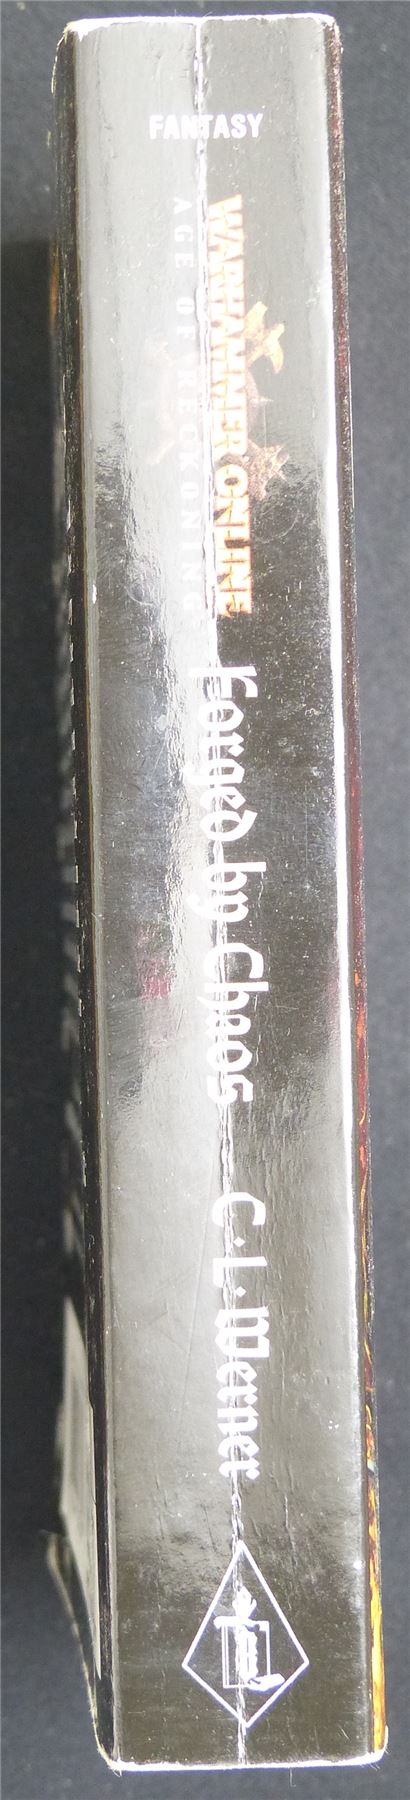 FANTASY
WARHAMMER ONLINE
AGE OF RECKONING
Forged by Chaos
C.L. Werner